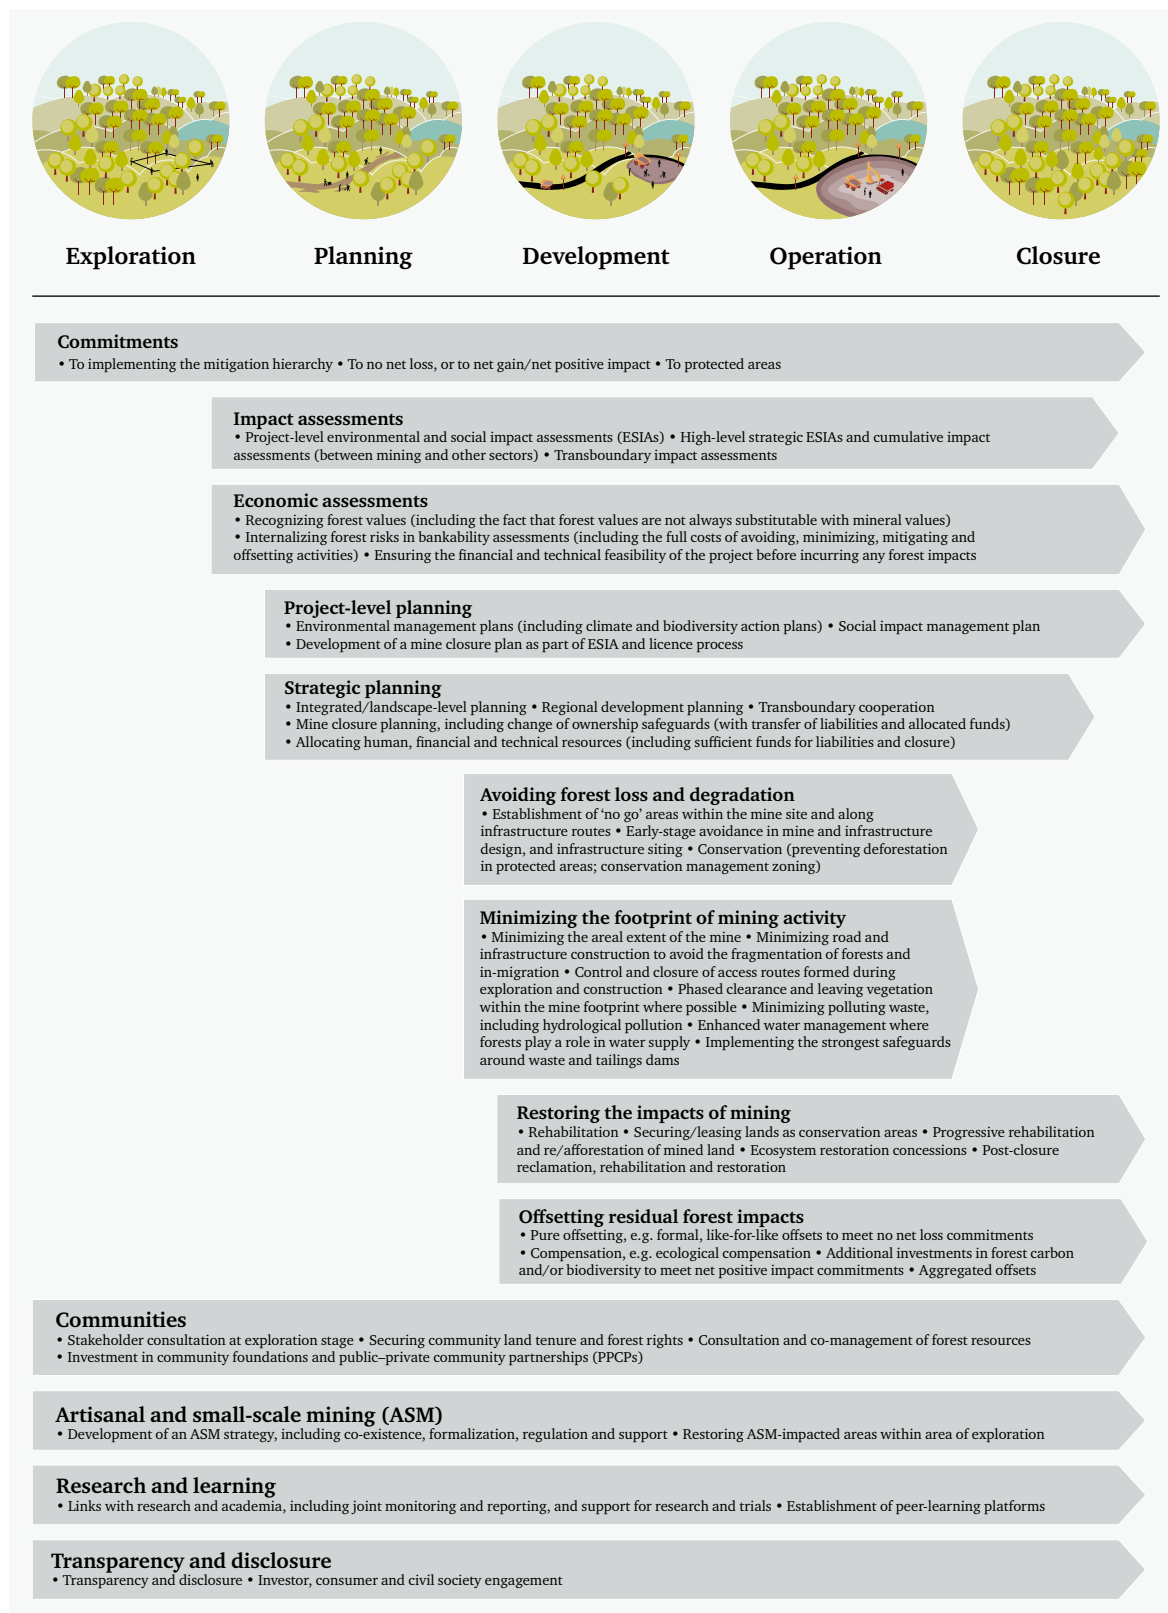 Exploration
Planning
Development
Operation
Closure
Commitments
• To implementing the mitigation hierarchy • To no net loss, or to net gain/net positive impact • To protected areas
Impact assessments
• Project-level environmental and social impact assessments (ESIAs) • High-level strategic ESIAs and cumulative impact
assessments (between mining and other sectors) • Transboundary impact assessments
Economic assessments
• Recognizing forest values (including the fact that forest values are not always substitutable with mineral values)
• Internalizing forest risks in bankability assessments (including the full costs of avoiding, minimizing, mitigating and
offsetting activities) • Ensuring the financial and technical feasibility of the project before incurring any forest impacts
Project-level planning
• Environmental management plans (including climate and biodiversity action plans) • Social impact management plan
• Development of a mine closure plan as part of ESIA and licence process
Strategic planning
• Integrated/landscape-level planning • Regional development planning • Transboundary cooperation
• Mine closure planning, including change of ownership safeguards (with transfer of liabilities and allocated funds)
• Allocating human, financial and technical resources (including sufficient funds for liabilities and closure)
Avoiding forest loss and degradation
• Establishment of ‘no go’ areas within the mine site and along
infrastructure routes • Early-stage avoidance in mine and infrastructure
design, and infrastructure siting • Conservation (preventing deforestation
in protected areas; conservation management zoning)
Minimizing the footprint of mining activity
• Minimizing the areal extent of the mine • Minimizing road and
infrastructure construction to avoid the fragmentation of forests and
in-migration • Control and closure of access routes formed during
exploration and construction • Phased clearance and leaving vegetation
within the mine footprint where possible • Minimizing polluting waste,
including hydrological pollution • Enhanced water management where
forests play a role in water supply • Implementing the strongest safeguards
around waste and tailings dams
Restoring the impacts of mining
• Rehabilitation • Securing/leasing lands as conservation areas • Progressive rehabilitation
and re/afforestation of mined land • Ecosystem restoration concessions • Post-closure
reclamation, rehabilitation and restoration
Offsetting residual forest impacts
• Pure offsetting, e.g. formal, like-for-like offsets to meet no net loss commitments
• Compensation, e.g. ecological compensation • Additional investments in forest carbon
and/or biodiversity to meet net positive impact commitments • Aggregated offsets
Communities
• Stakeholder consultation at exploration stage • Securing community land tenure and forest rights • Consultation and co-management of forest resources
• Investment in community foundations and public–private community partnerships (PPCPs)
Artisanal and small-scale mining (ASM)
• Development of an ASM strategy, including co-existence, formalization, regulation and support • Restoring ASM-impacted areas within area of exploration
Research and learning
• Links with research and academia, including joint monitoring and reporting, and support for research and trials • Establishment of peer-learning platforms
Transparency and disclosure
• Transparency and disclosure • Investor, consumer and civil society engagement